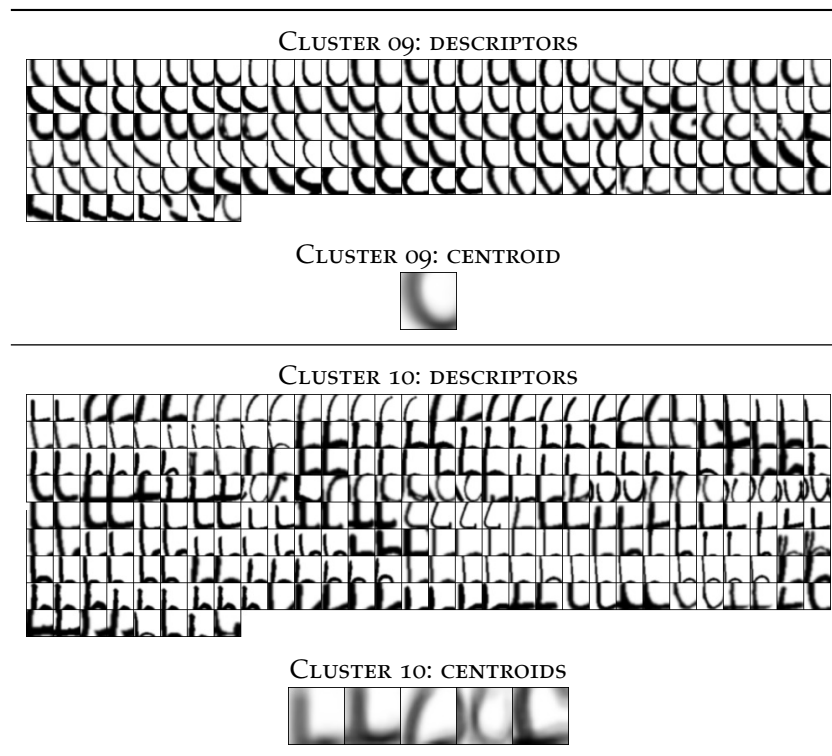 Cluster 09: descriptors
Cluster 09: centroid
Cluster 10: descriptors
Cluster 10: centroids